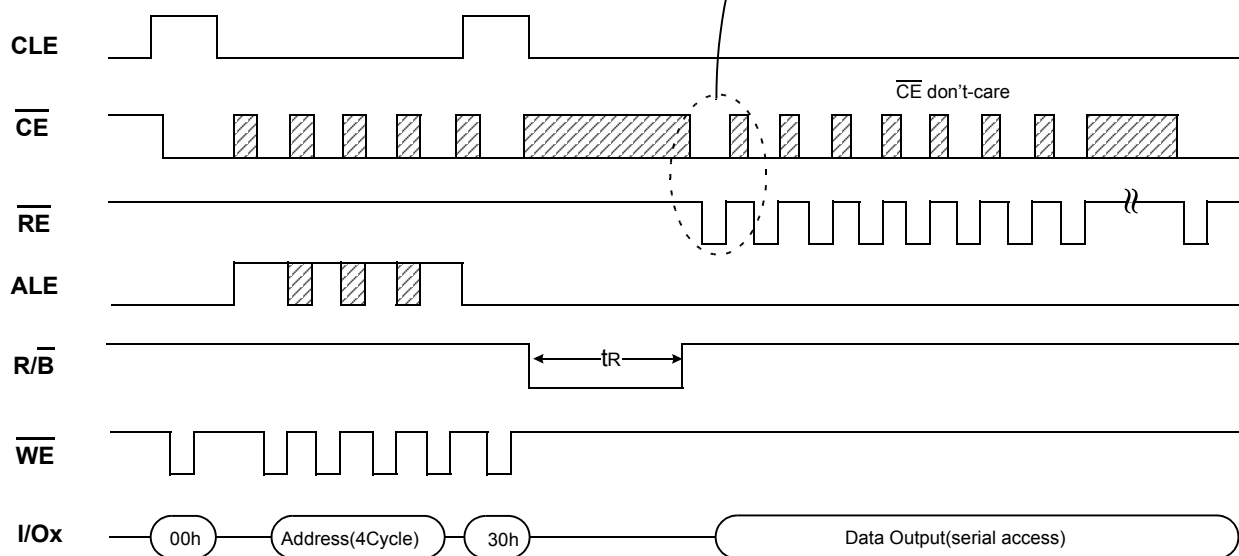 CLE
CE don't-care
CE
RE
ALE
R/B
tR
WE
I/Ox 00h Address(4Cycle) 30h Data Output(serial access)